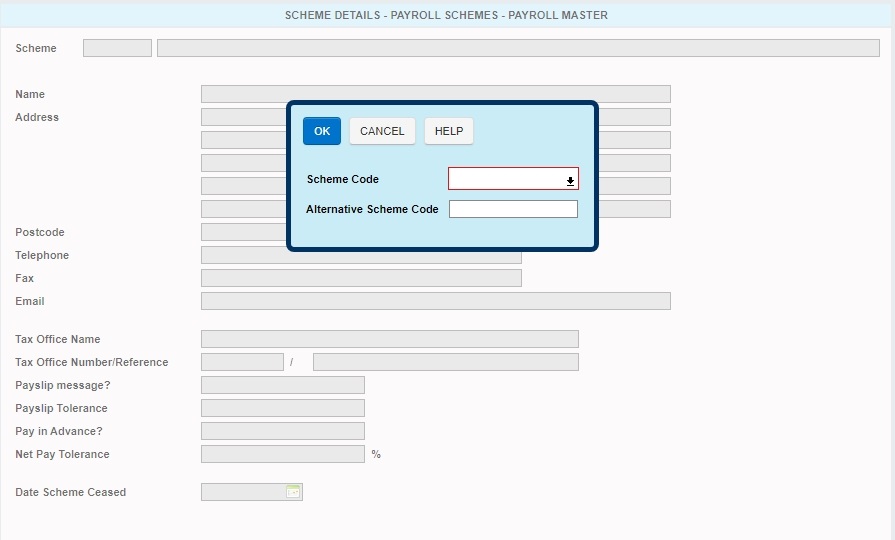 SCHEME DETAILS - PAYROLL SCHEMES - PAYROLL MASTER
Scheme
Name
Address
OK CANCEL HELP
Scheme Code
Alternative Scheme Code
Postcode
Telephone
Fax
Email
Tax Office Name
Tax Office Number/Reference /
Payslip message?
Payslip Tolerance
Pay in Advance?
Net Pay Tolerance %
Date Scheme Ceased